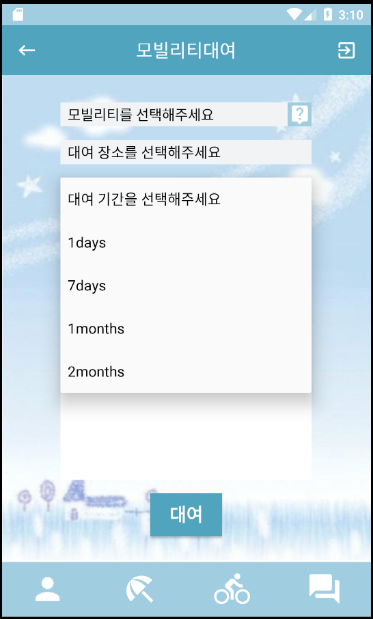 3:10
모빌리티대여
모빌리티를 선택해주세요
?
대여 장소를 선택해주세요
대여 기간을 선택해주세요
1days
7days
1months
2months
대여